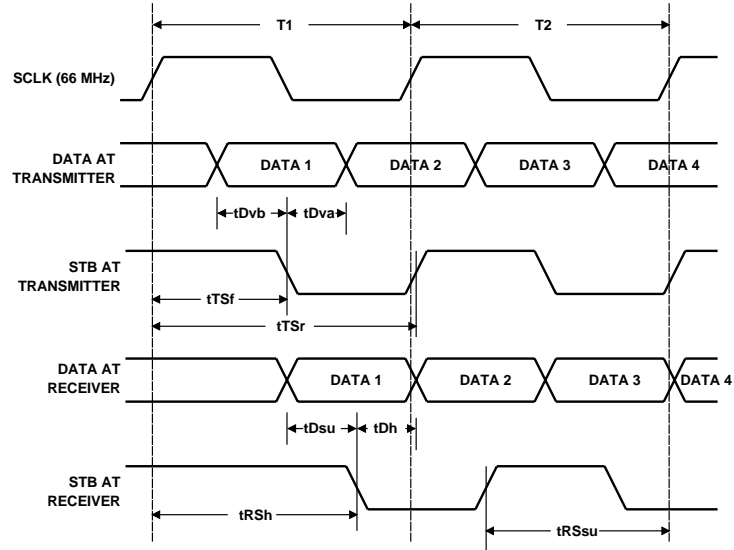 T1 T2
SCLK (66 MHz)
DATA AT
TRANSMITTER
DATA 1 DATA 2 DATA 3 DATA 4
tDvb tDva
STB AT
TRANSMITTER
tTSf
tTSr
DATA AT
RECEIVER
DATA 1 DATA 2 DATA 3 DATA 4
tDsu tDh
STB AT
RECEIVER
tRSh tRSsu